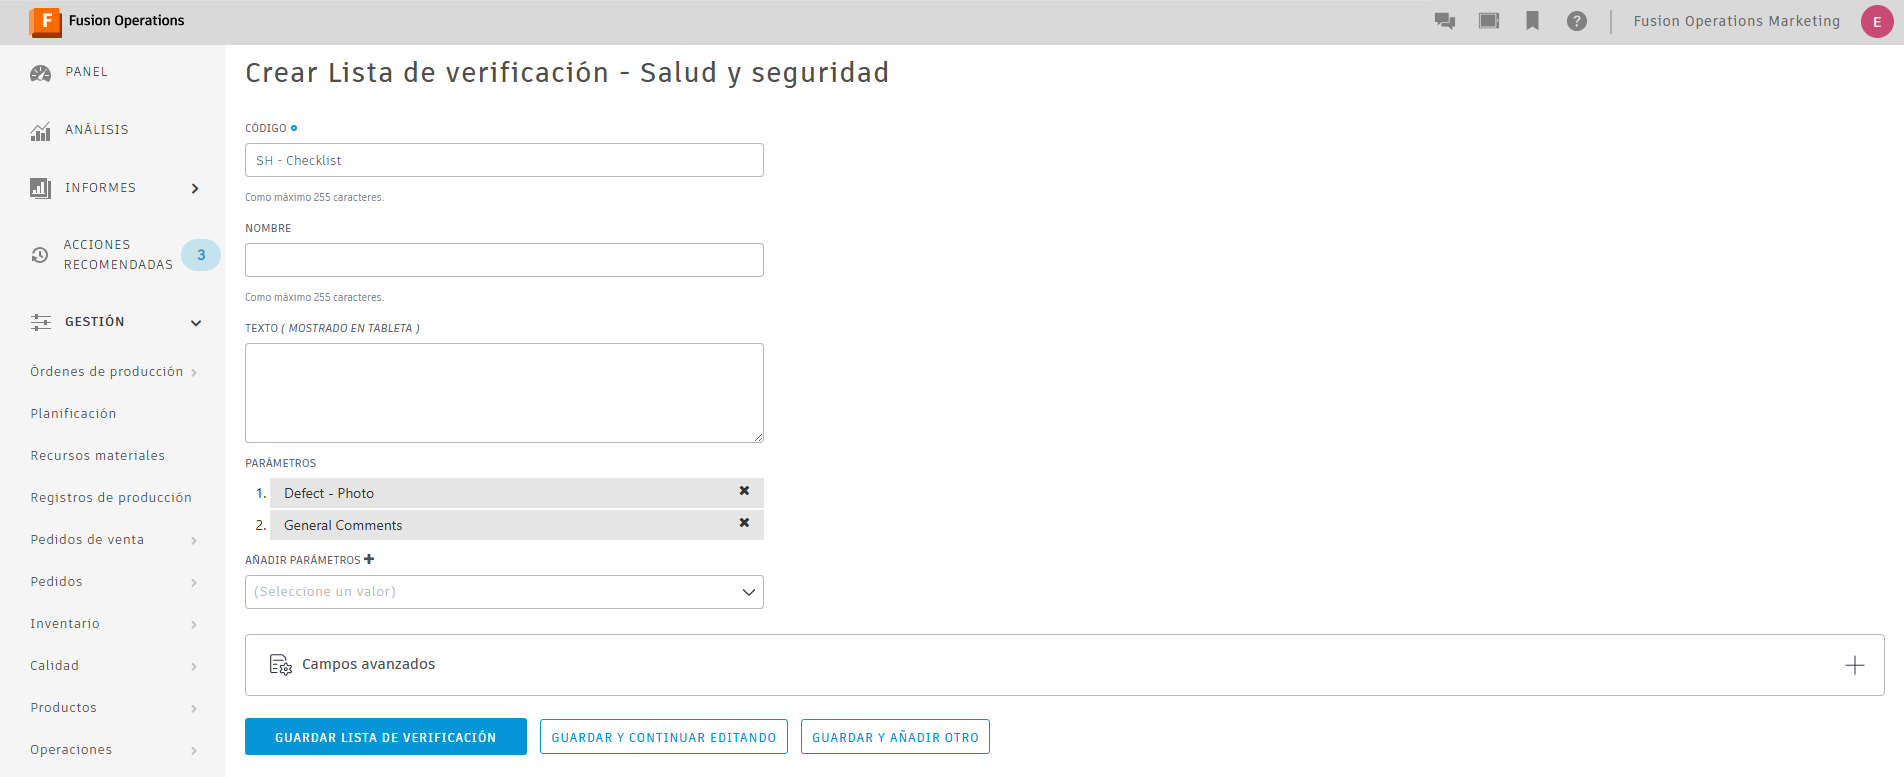 F Fusion Operations
Fusion Operations Marketing
E
PANEL
ANÁLISIS
INFORMES
ACCIONES
RECOMENDADAS
3
GESTIÓN
Órdenes de producción
Planificación
Recursos materiales
Registros de producción
Pedidos de venta
Pedidos
Inventario
Calidad
Productos
Operaciones
Crear Lista de verificación - Salud y seguridad
CÓDIGO
SH - Checklist
Como máximo 255 caracteres.
NOMBRE
Como máximo 255 caracteres.
TEXTO ( MOSTRADO EN TABLETA )
PARÁMETROS
1. Defect - Photo
2. General Comments
AÑADIR PARÁMETROS
(Seleccione un valor)
Campos avanzados
GUARDAR LISTA DE VERIFICACIÓN
GUARDAR Y CONTINUAR EDITANDO
GUARDAR Y AÑADIR OTRO